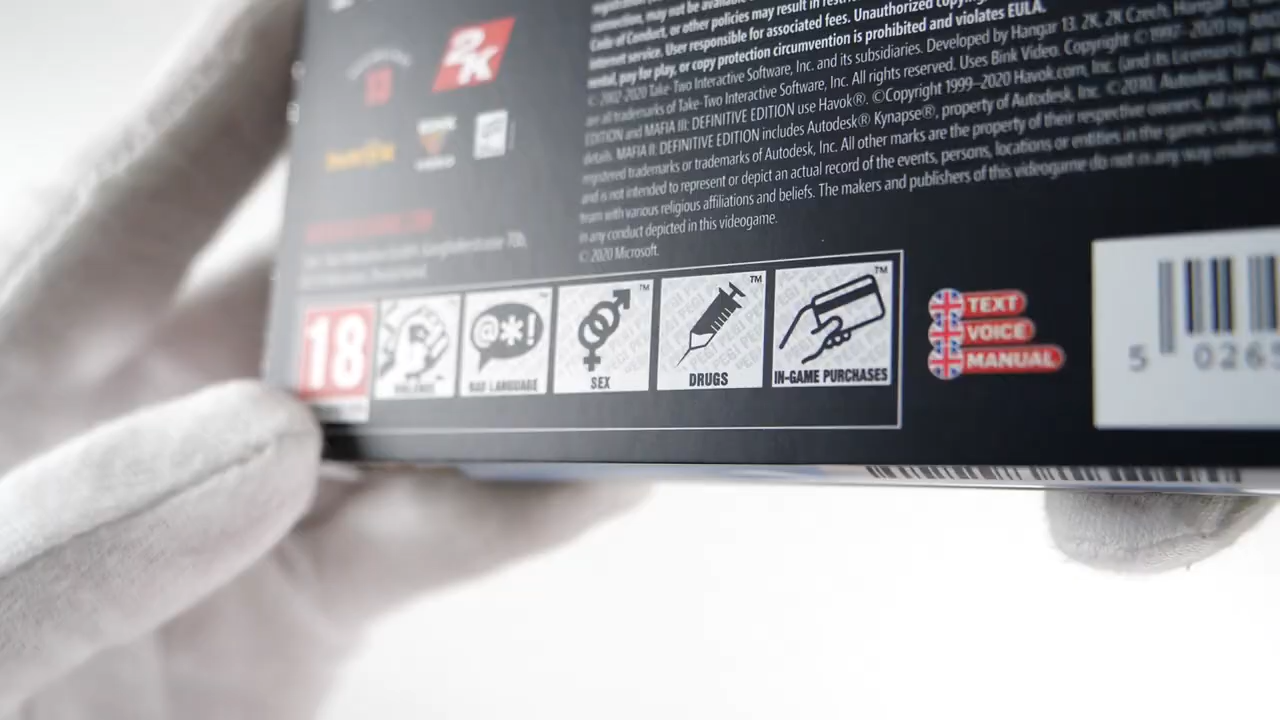 2K
connection, may not be available
Code of Conduct, or other policies may result in
internet service. User responsible for associated fees. Unauthorized
rental, pay for play, or copy protection circumvention is prohibited and violates EULA.
© 2002-2020 Take-Two Interactive Software, Inc. and its subsidiaries. Developed by Hangar 13. 2K, 2K Czech, Hangar
are all trademarks of Take-Two Interactive Software, Inc. All rights reserved. Uses Bink Video. Copyright © 1997-2020 by
EDITION and MAFIA III: DEFINITIVE EDITION use Havok®. ©Copyright 1999–2020 Havok.com, Inc. (and its Licensors). All
details. MAFIA II: DEFINITIVE EDITION includes Autodesk® Kynapse®, property of Autodesk, Inc. Autodesk, Inc.
registered trademarks or trademarks of Autodesk, Inc. All other marks are the property of their respective owners. All rights
and is not intended to represent or depict an actual record of the events, persons, locations or entities in the game's setting
team with various religious affiliations and beliefs. The makers and publishers of this videogame do not in any way endorse
in any conduct depicted in this videogame.
© 2020 Microsoft.
18
VIOLENCE
@*! ™
BAD LANGUAGE
™
SEX
™
DRUGS
™
IN-GAME PURCHASES
TEXT
VOICE
MANUAL
5 0265